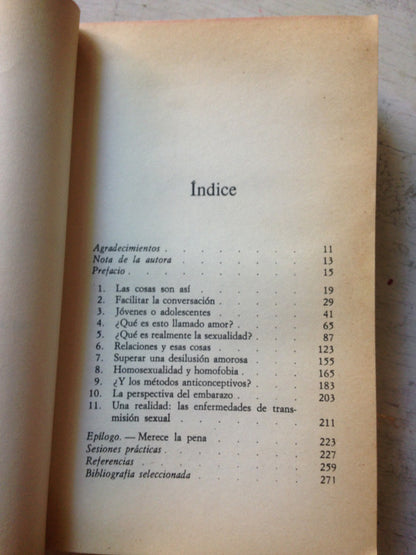 Índice
Agradecimientos . . . . . . . . . . 11
Nota de la autora . . . . . . . . . . 13
Prefacio . . . . . . . . . . 15
1. Las cosas son así . . . . . . . . . . 19
2. Facilitar la conversación . . . . . . . . . . 29
3. Jóvenes o adolescentes . . . . . . . . . . 41
4. ¿Qué es esto llamado amor? . . . . . . . . . . 65
5. ¿Qué es realmente la sexualidad? . . . . . . . . . . 87
6. Relaciones y esas cosas . . . . . . . . . . 123
7. Superar una desilusión amorosa . . . . . . . . . . 155
8. Homosexualidad y homofobia . . . . . . . . . . 165
9. ¿Y los métodos anticonceptivos? . . . . . . . . . . 183
10. La perspectiva del embarazo . . . . . . . . . . 203
11. Una realidad: las enfermedades de trans-
misión sexual . . . . . . . . . . 211
Epílogo. — Merece la pena . . . . . . . . . . 223
Sesiones prácticas . . . . . . . . . . 227
Referencias . . . . . . . . . . 259
Bibliografía seleccionada . . . . . . . . . . 271